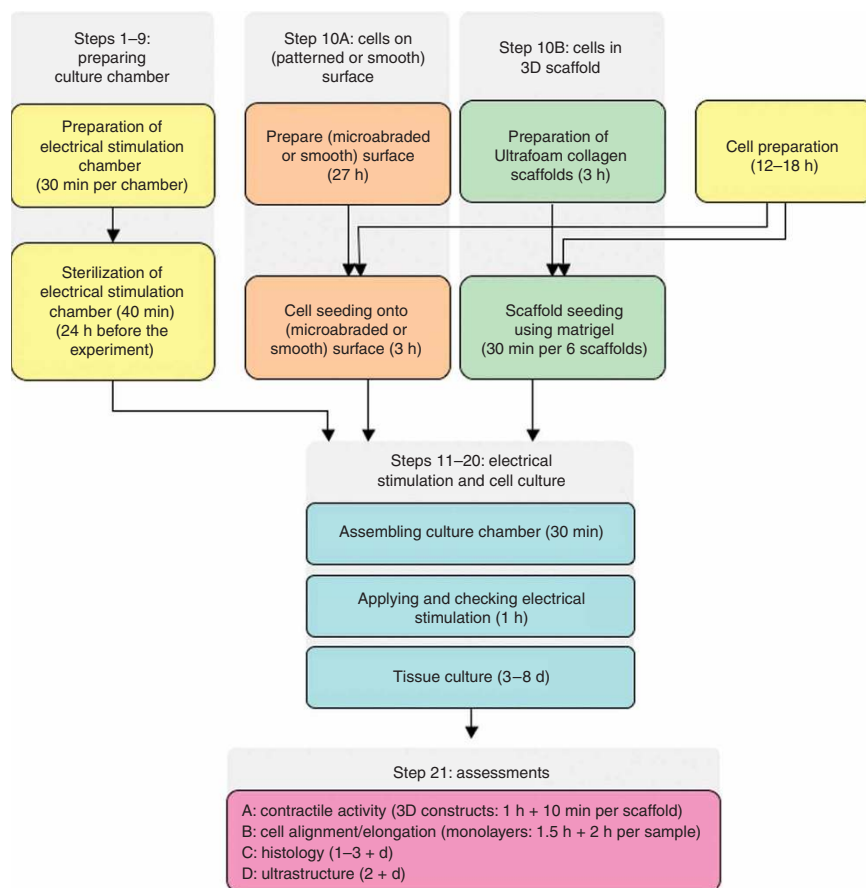 Steps 1–9:
preparing
culture chamber
Preparation of
electrical stimulation
chamber
(30 min per chamber)
Sterilization of
electrical stimulation
chamber (40 min)
(24 h before the
experiment)
Step 10A: cells on
(patterned or smooth)
surface
Prepare (microabraded
or smooth) surface
(27 h)
Cell seeding onto
(microabraded or
smooth) surface (3 h)
Step 10B: cells in
3D scaffold
Preparation of
Ultrafoam collagen
scaffolds (3 h)
Scaffold seeding
using matrigel
(30 min per 6 scaffolds)
Cell preparation
(12–18 h)
Steps 11–20: electrical
stimulation and cell culture
Assembling culture chamber (30 min)
Applying and checking electrical
stimulation (1 h)
Tissue culture (3–8 d)
Step 21: assessments
A: contractile activity (3D constructs: 1 h + 10 min per scaffold)
B: cell alignment/elongation (monolayers: 1.5 h + 2 h per sample)
C: histology (1–3 + d)
D: ultrastructure (2 + d)